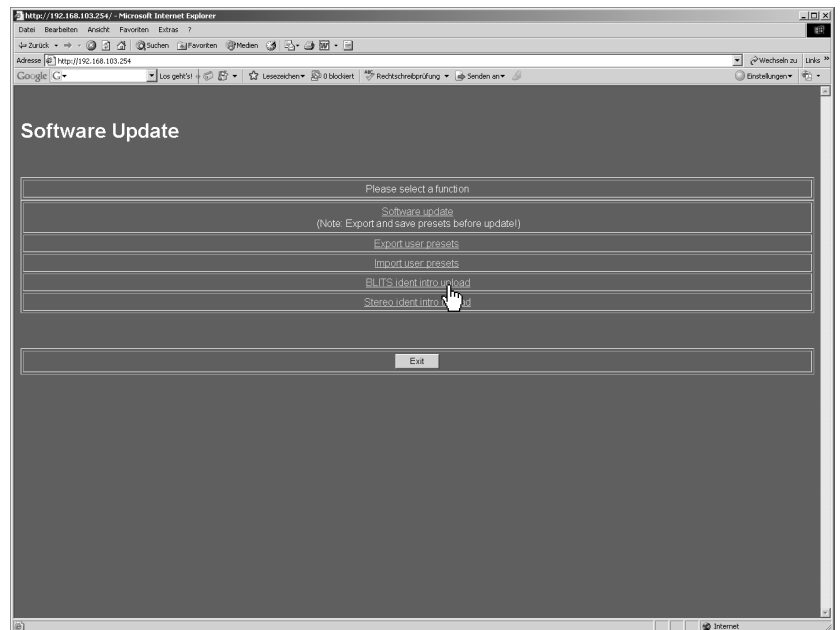 http://192.168.103.254/ - Microsoft Internet Explorer
Datei Bearbeiten Ansicht Favoriten Extras ?
Zurück Suchen Favoriten Medien
Adresse http://192.168.103.254 Wechseln zu Links »
Google G Los geht's! Lesezeichen 0 blockiert Rechtschreibprüfung Senden an Einstellungen
Software Update
Please select a function
Software update
(Note: Export and save presets before update!)
Export user presets
Import user presets
BLITS ident intro upload
Stereo ident intro
Exit
Internet